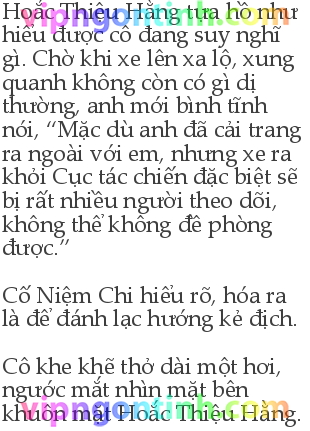 Hoắc Thiệu Hằng tựa hồ như
hiểu được cô đang suy nghĩ
gì. Chờ khi xe lên xa lộ, xung
quanh không còn có gì dị
thường, anh mới bình tĩnh
nói, “Mặc dù anh đã cải trang
ra ngoài với em, nhưng xe ra
khỏi Cục tác chiến đặc biệt sẽ
bị rất nhiều người theo dõi,
không thể không đề phòng
được.”
Cố Niệm Chi hiểu rõ, hóa ra
là để đánh lạc hướng kẻ địch.
Cô khe khẽ thở dài một hơi,
ngước mắt nhìn mặt bên
khuôn mặt Hoắc Thiệu Hằng.
vipngontinh.com
vipngontinh.com